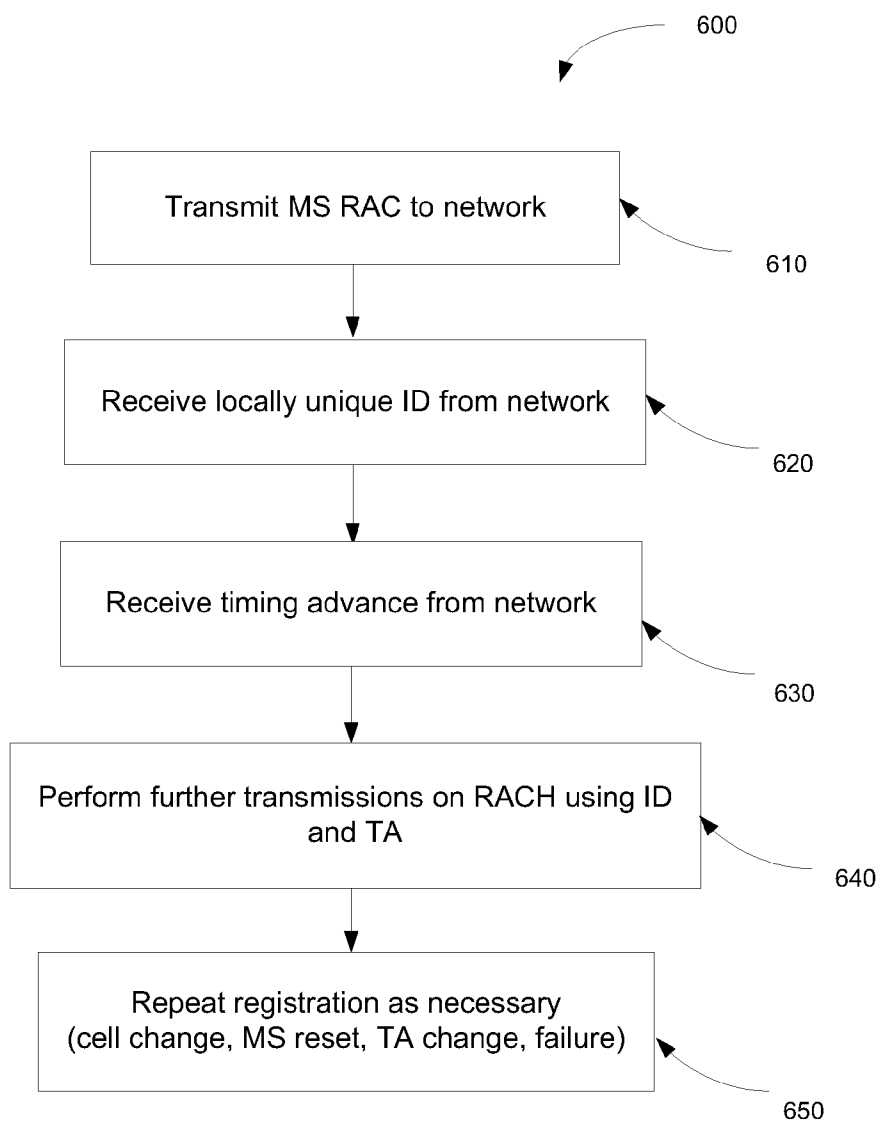 600
Transmit MS RAC to network
610
Receive locally unique ID from network
620
Receive timing advance from network
630
Perform further transmissions on RACH using ID
and TA
640
Repeat registration as necessary
(cell change, MS reset, TA change, failure)
650